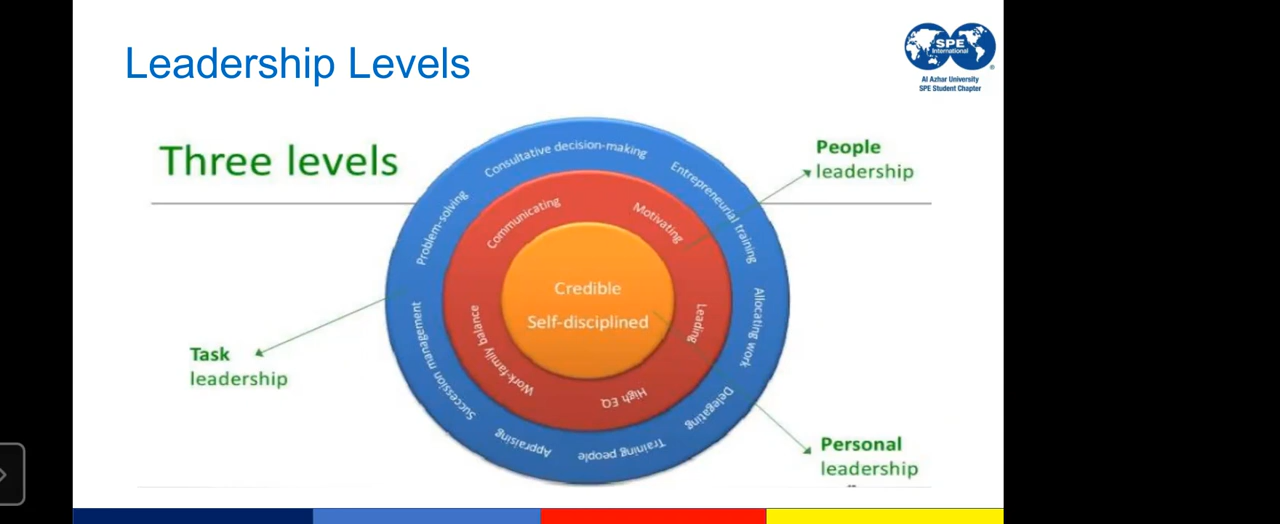 Leadership Levels
SPE
International
Al Azhar University
SPE Student Chapter
Three levels
People
leadership
Consultative decision-making
Entrepreneurial training
Problem-solving
Communicating
Motivating
Credible
Self-disciplined
Allocating work
Leading
Succession management
Work-family balance
High EQ
Delegating
Appraising
Training people
Task
leadership
Personal
leadership